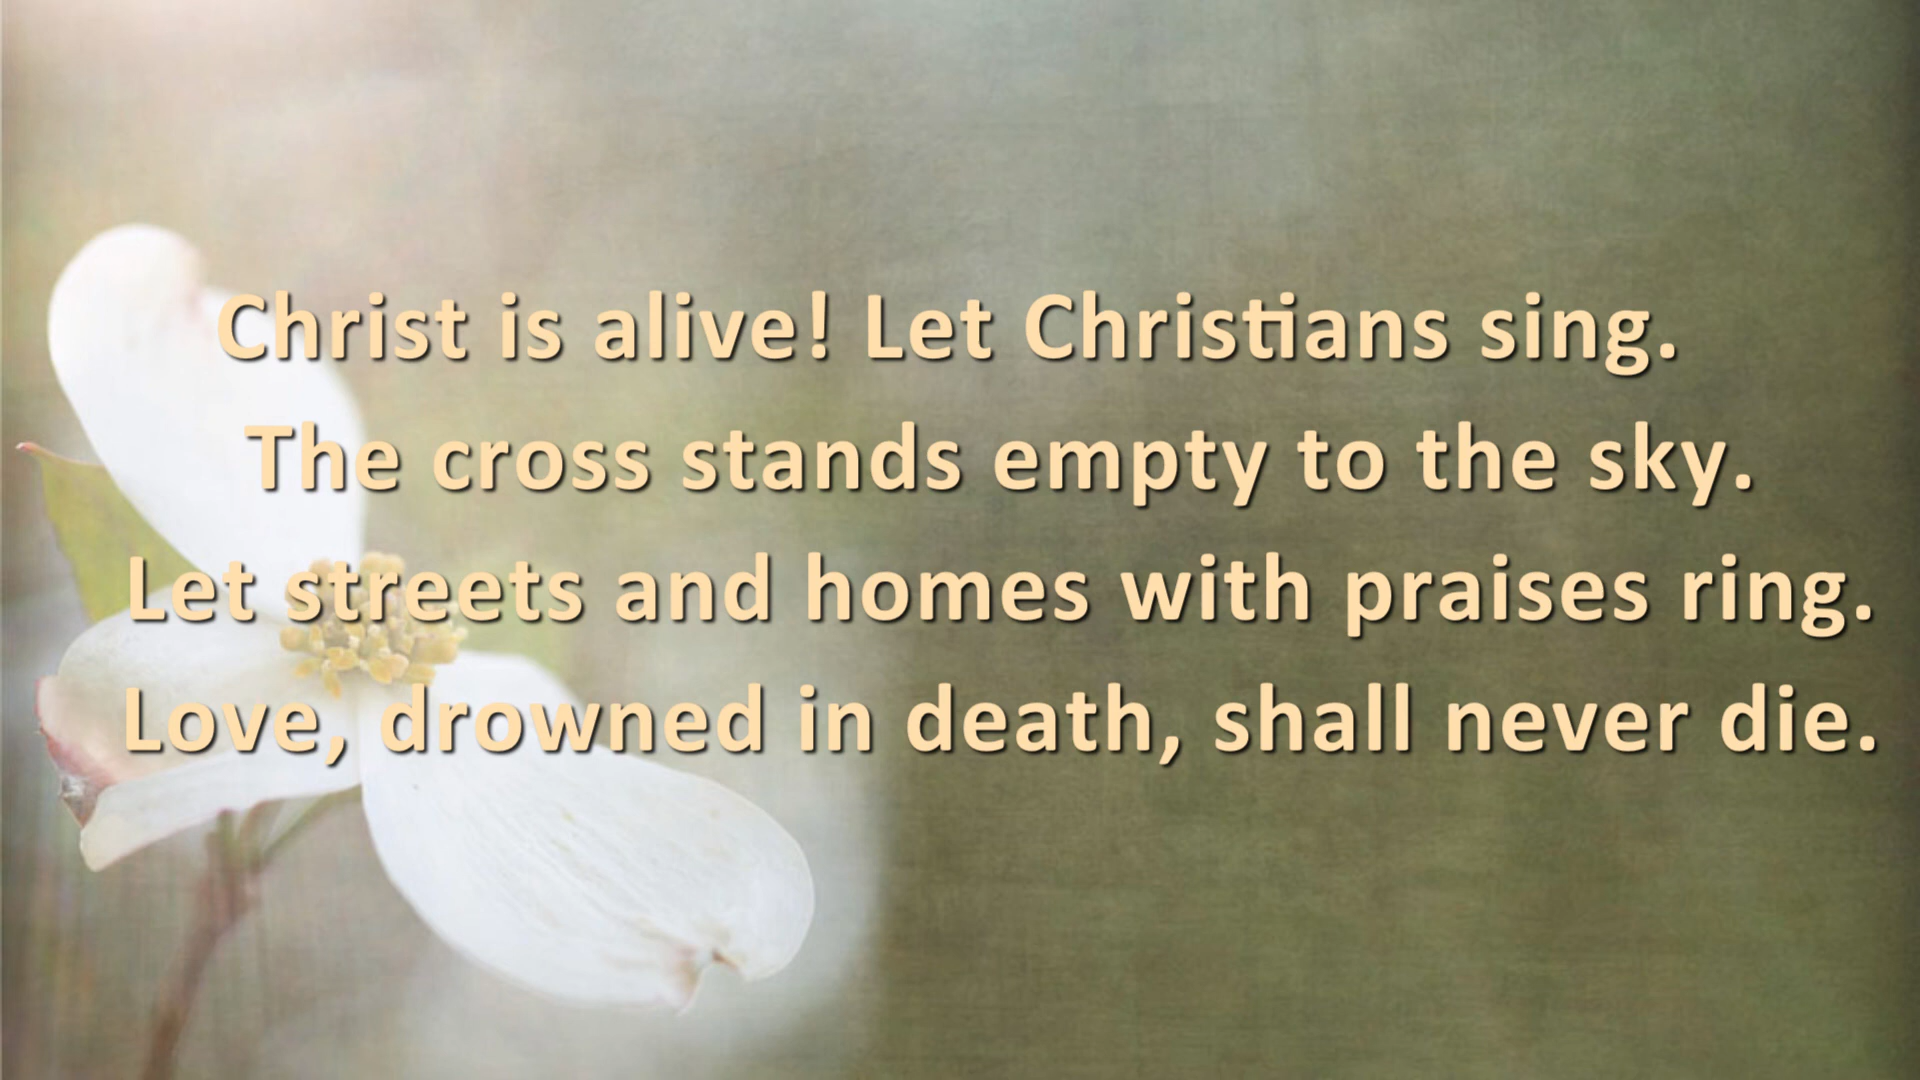 Christ is alive! Let Christians sing.
The cross stands empty to the sky.
Let streets and homes with praises ring.
Love, drowned in death, shall never die.